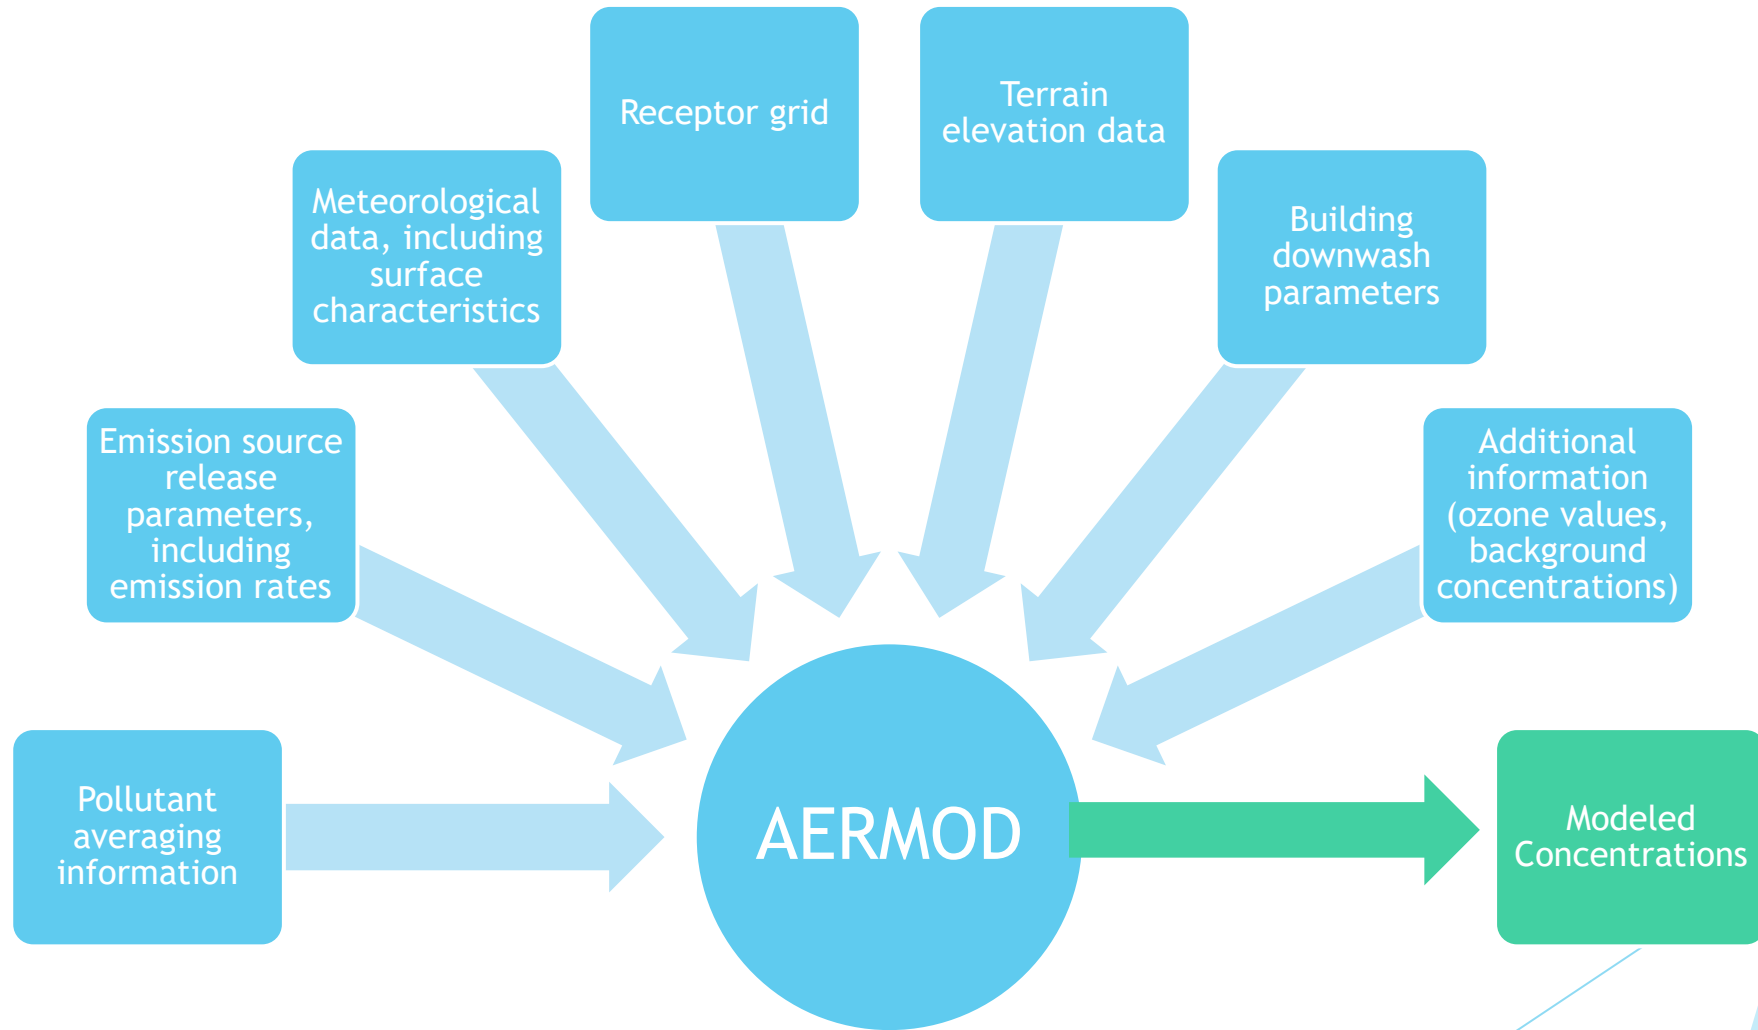 Receptor grid
Terrain
elevation data
Meteorological
data, including
surface
characteristics
Building
downwash
parameters
Emission source
release
parameters,
including
emission rates
Additional
information
(ozone values,
background
concentrations)
Pollutant
averaging
information
AERMOD
Modeled
Concentrations